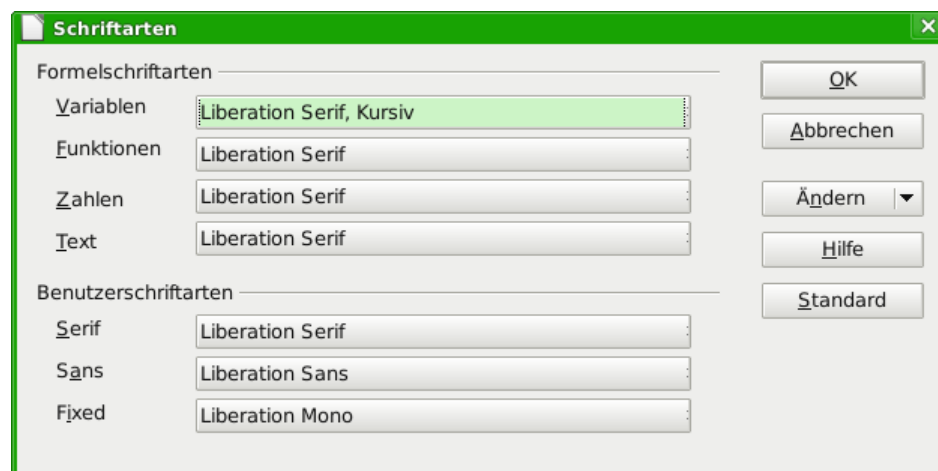 Schriftarten
Formelschriftarten
Variablen Liberation Serif, Kursiv
Funktionen Liberation Serif
Zahlen Liberation Serif
Text Liberation Serif
Benutzerschriftarten
Serif Liberation Serif
Sans Liberation Sans
Fixed Liberation Mono
OK
Abbrechen
Ändern
Hilfe
Standard